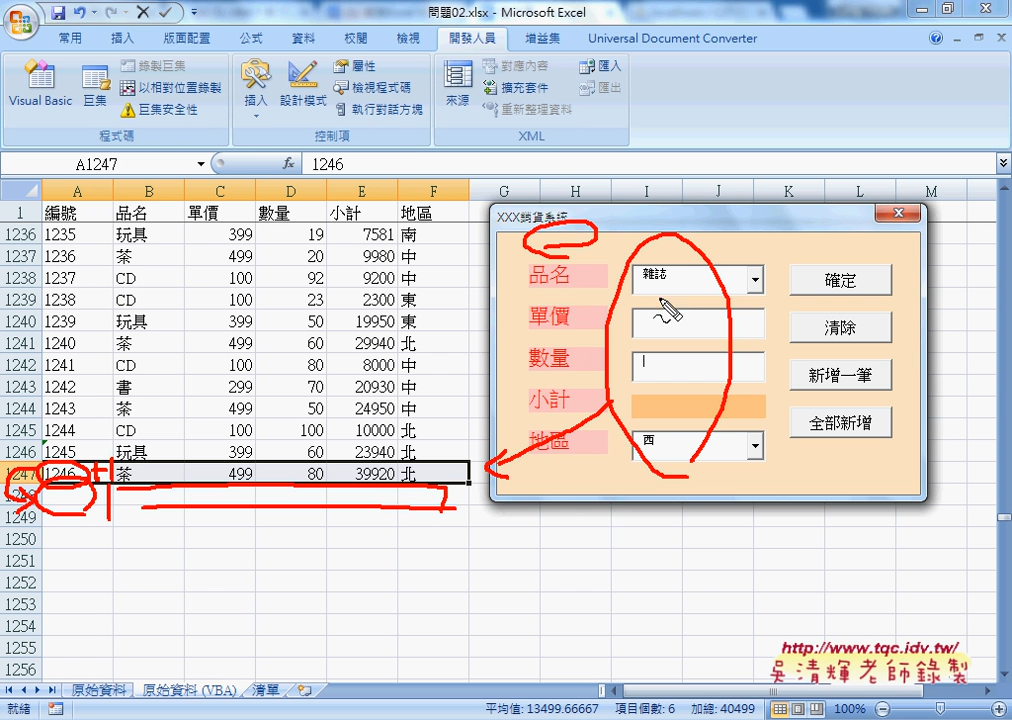 問題02.xlsx - Microsoft Excel
常用 插入 版面配置 公式 資料 校閱 檢視 開發人員 增益集 Universal Document Converter
Visual Basic 巨集 錄製巨集 以相對位置錄製 巨集安全性 程式碼
插入 設計模式 屬性 檢視程式碼 執行對話方塊 控制項
來源 對應內容 擴充套件 重新整理資料 匯入 匯出 XML
A1247 fx 1246
A B C D E F G H I J K L M
1 編號 品名 單價 數量 小計 地區
1236 1235 玩具 399 19 7581 南
1237 1236 茶 499 20 9980 中
1238 1237 CD 100 92 9200 中
1239 1238 CD 100 23 2300 東
1240 1239 玩具 399 50 19950 東
1241 1240 茶 499 60 29940 北
1242 1241 CD 100 80 8000 中
1243 1242 書 299 70 20930 中
1244 1243 茶 499 50 24950 中
1245 1244 CD 100 100 10000 北
1246 1245 玩具 399 60 23940 北
1247 1246 茶 499 80 39920 北
+1
1248
1249
1250
1251
1252
1253
1254
1255
1256
XXX銷貨系統
品名 雜誌 確定
單價 清除
數量 新增一筆
小計 全部新增
地區 西
http://www.tqc.idv.tw/
吳清輝老師錄製
原始資料 原始資料 (VBA) 清單
就緒 平均值: 13499.66667 項目個數: 6 加總: 40499 100%